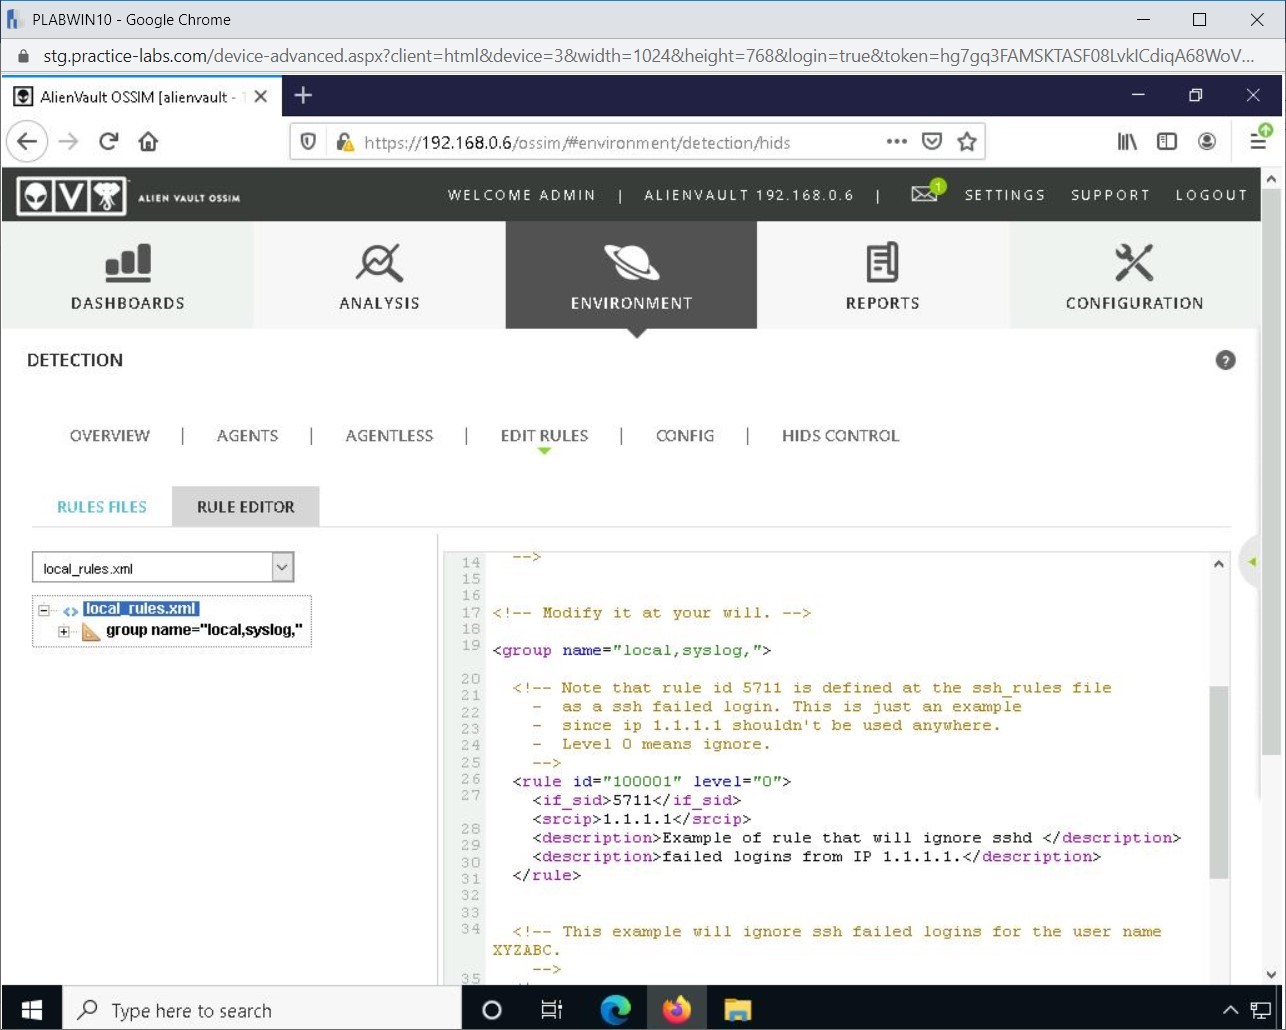 PLABWIN10 - Google Chrome
stg.practice-labs.com/device-advanced.aspx?client=html&device=3&width=1024&height=768&login=true&token=hg7gq3FAMSKTASF08LvkICdiqA68WoV...
AlienVault OSSIM [alienvault -
https://192.168.0.6/ossim/#environment/detection/hids
V ALIEN VAULT OSSIM
WELCOME ADMIN | ALIENVAULT 192.168.0.6 | 1 SETTINGS SUPPORT LOGOUT
DASHBOARDS ANALYSIS ENVIRONMENT REPORTS CONFIGURATION
DETECTION
?
OVERVIEW | AGENTS | AGENTLESS | EDIT RULES | CONFIG | HIDS CONTROL
RULES FILES RULE EDITOR
local_rules.xml
local_rules.xml
group name="local,syslog,"
14 -->
15
16
17 <!-- Modify it at your will. -->
18
19 <group name="local,syslog,">
20
21 <!-- Note that rule id 5711 is defined at the ssh_rules file
22 - as a ssh failed login. This is just an example
23 - since ip 1.1.1.1 shouldn't be used anywhere.
24 - Level 0 means ignore.
25 -->
26 <rule id="100001" level="0">
27 <if_sid>5711</if_sid>
<srcip>1.1.1.1</srcip>
28 <description>Example of rule that will ignore sshd </description>
29 <description>failed logins from IP 1.1.1.1.</description>
30 </rule>
31
32
33
34 <!-- This example will ignore ssh failed logins for the user name
XYZABC.
35 -->
Type here to search